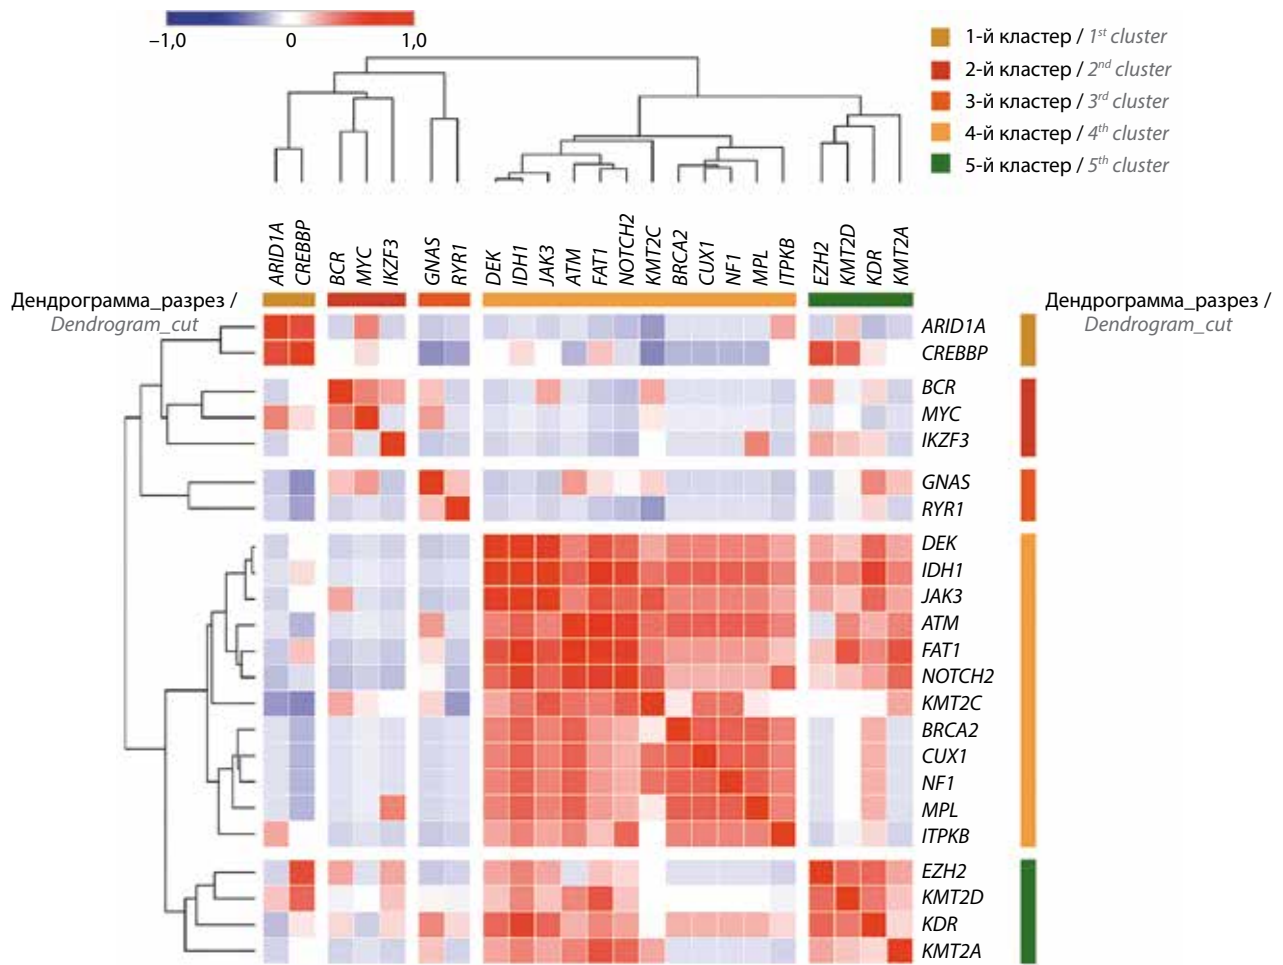 –1,0 0 1,0
1-й кластер / 1st cluster
2-й кластер / 2nd cluster
3-й кластер / 3rd cluster
4-й кластер / 4th cluster
5-й кластер / 5th cluster
ARID1A CREBBP BCR MYC IKZF3 GNAS RYR1 DEK IDH1 JAK3 ATM FAT1 NOTCH2 KMT2C BRCA2 CUX1 NF1 MPL ITPKB EZH2 KMT2D KDR KMT2A
Дендрограмма_разрез /
Dendrogram_cut
Дендрограмма_разрез /
Dendrogram_cut
ARID1A
CREBBP
BCR
MYC
IKZF3
GNAS
RYR1
DEK
IDH1
JAK3
ATM
FAT1
NOTCH2
KMT2C
BRCA2
CUX1
NF1
MPL
ITPKB
EZH2
KMT2D
KDR
KMT2A